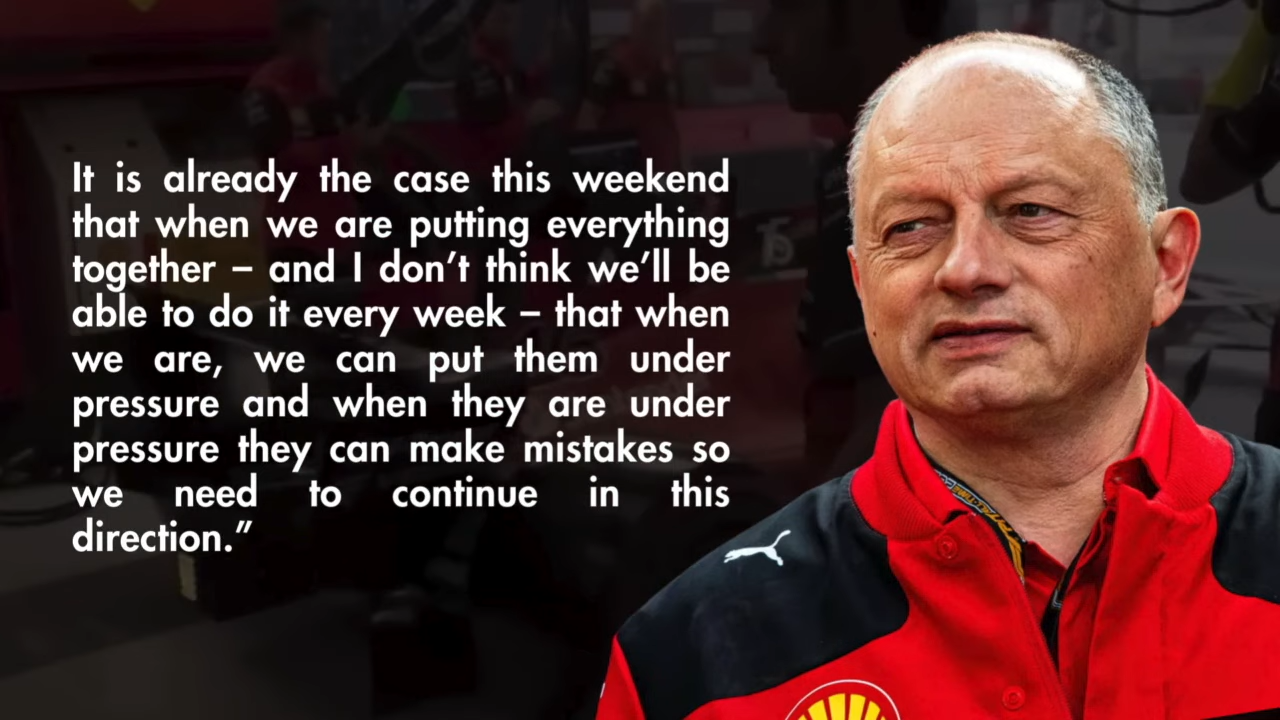 It is already the case this weekend
that when we are putting everything
together – and I don’t think we’ll be
able to do it every week – that when
we are, we can put them under
pressure and when they are under
pressure they can make mistakes so
we need to continue in this
direction.”